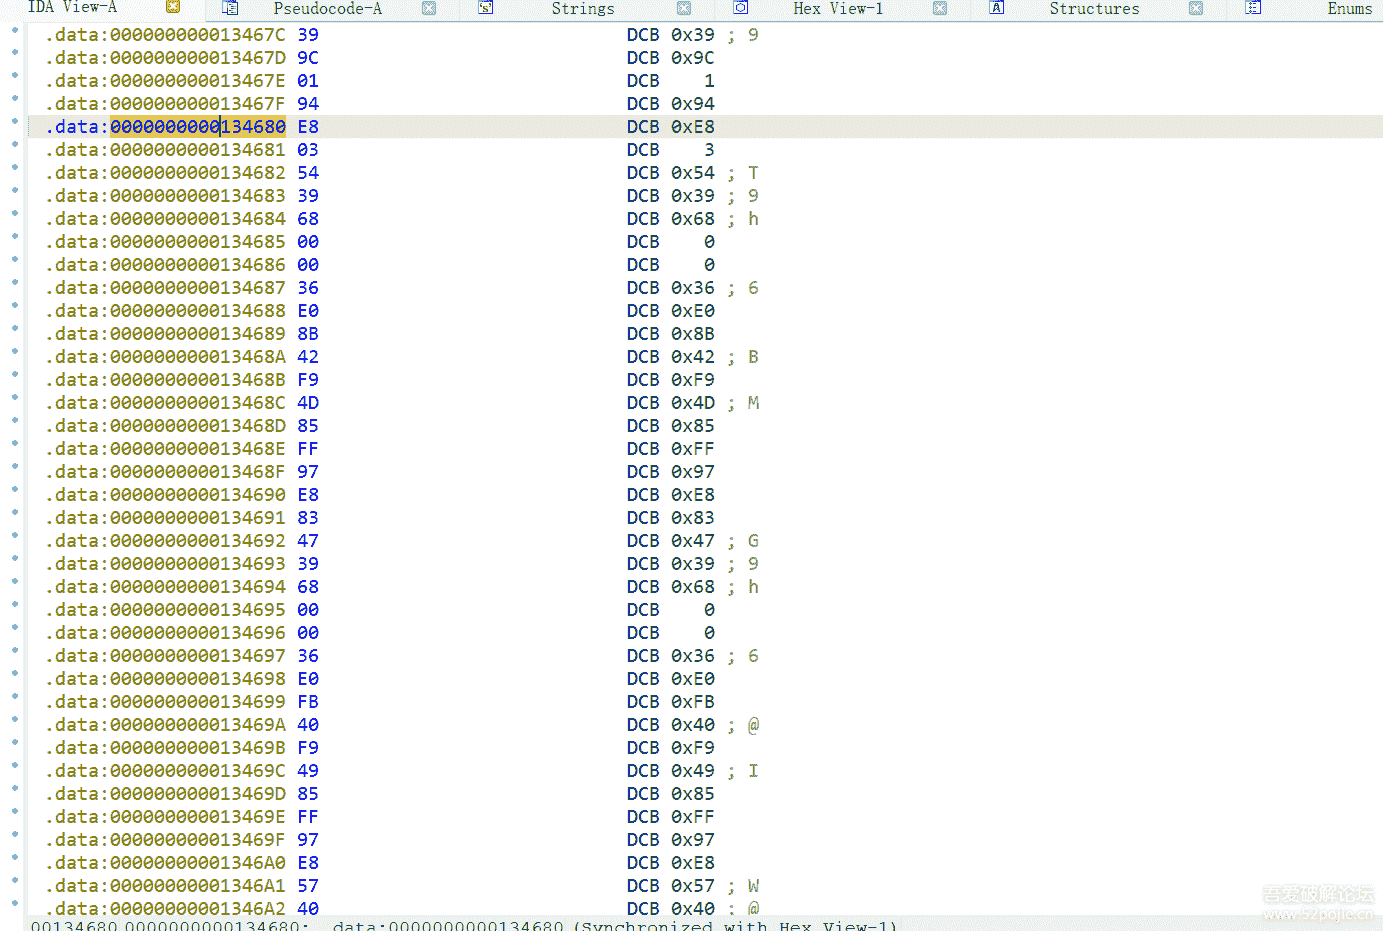 IDA View-A Pseudocode-A Strings Hex View-1 Structures Enums
.data:000000000013467C 39 DCB 0x39 ; 9
.data:000000000013467D 9C DCB 0x9C
.data:000000000013467E 01 DCB 1
.data:000000000013467F 94 DCB 0x94
.data:0000000000134680 E8 DCB 0xE8
.data:0000000000134681 03 DCB 3
.data:0000000000134682 54 DCB 0x54 ; T
.data:0000000000134683 39 DCB 0x39 ; 9
.data:0000000000134684 68 DCB 0x68 ; h
.data:0000000000134685 00 DCB 0
.data:0000000000134686 00 DCB 0
.data:0000000000134687 36 DCB 0x36 ; 6
.data:0000000000134688 E0 DCB 0xE0
.data:0000000000134689 8B DCB 0x8B
.data:000000000013468A 42 DCB 0x42 ; B
.data:000000000013468B F9 DCB 0xF9
.data:000000000013468C 4D DCB 0x4D ; M
.data:000000000013468D 85 DCB 0x85
.data:000000000013468E FF DCB 0xFF
.data:000000000013468F 97 DCB 0x97
.data:0000000000134690 E8 DCB 0xE8
.data:0000000000134691 83 DCB 0x83
.data:0000000000134692 47 DCB 0x47 ; G
.data:0000000000134693 39 DCB 0x39 ; 9
.data:0000000000134694 68 DCB 0x68 ; h
.data:0000000000134695 00 DCB 0
.data:0000000000134696 00 DCB 0
.data:0000000000134697 36 DCB 0x36 ; 6
.data:0000000000134698 E0 DCB 0xE0
.data:0000000000134699 FB DCB 0xFB
.data:000000000013469A 40 DCB 0x40 ; @
.data:000000000013469B F9 DCB 0xF9
.data:000000000013469C 49 DCB 0x49 ; I
.data:000000000013469D 85 DCB 0x85
.data:000000000013469E FF DCB 0xFF
.data:000000000013469F 97 DCB 0x97
.data:00000000001346A0 E8 DCB 0xE8
.data:00000000001346A1 57 DCB 0x57 ; W
.data:00000000001346A2 40 DCB 0x40 ; @
00134680 0000000000134680: .data:0000000000134680 (Synchronized with Hex View-1)
吾爱破解论坛
www.52pojie.cn